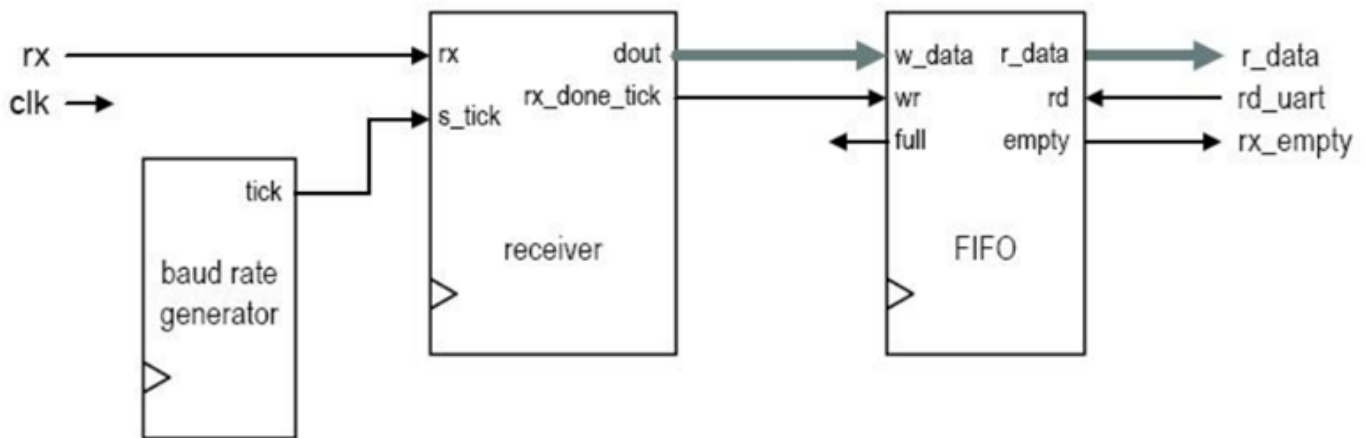 rx
clk
tick
baud rate
generator
rx
s_tick
dout
rx_done_tick
receiver
w_data
wr
full
r_data
rd
empty
FIFO
r_data
rd_uart
rx_empty